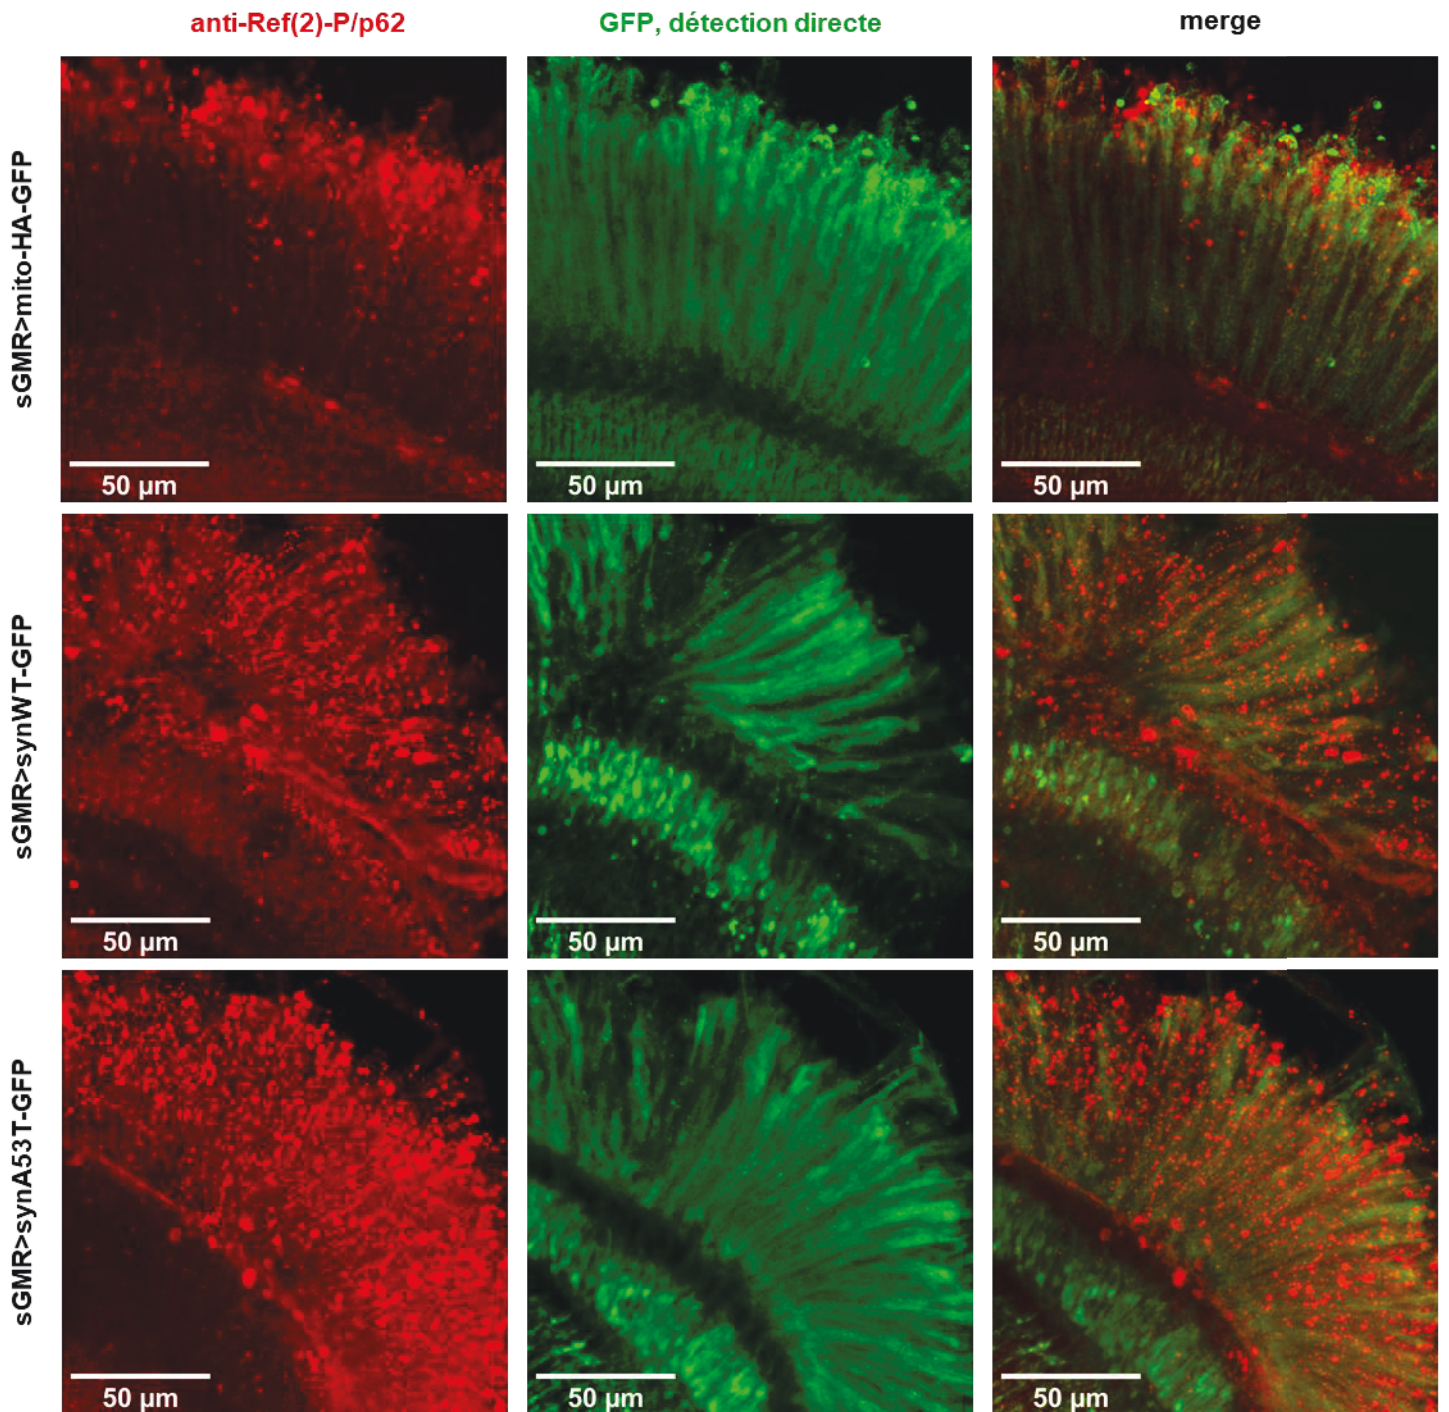 anti-Ref(2)-P/p62
GFP, détection directe
merge
sGMR>mito-HA-GFP
50 µm
50 µm
50 µm
sGMR>synWT-GFP
50 µm
50 µm
50 µm
sGMR>synA53T-GFP
50 µm
50 µm
50 µm